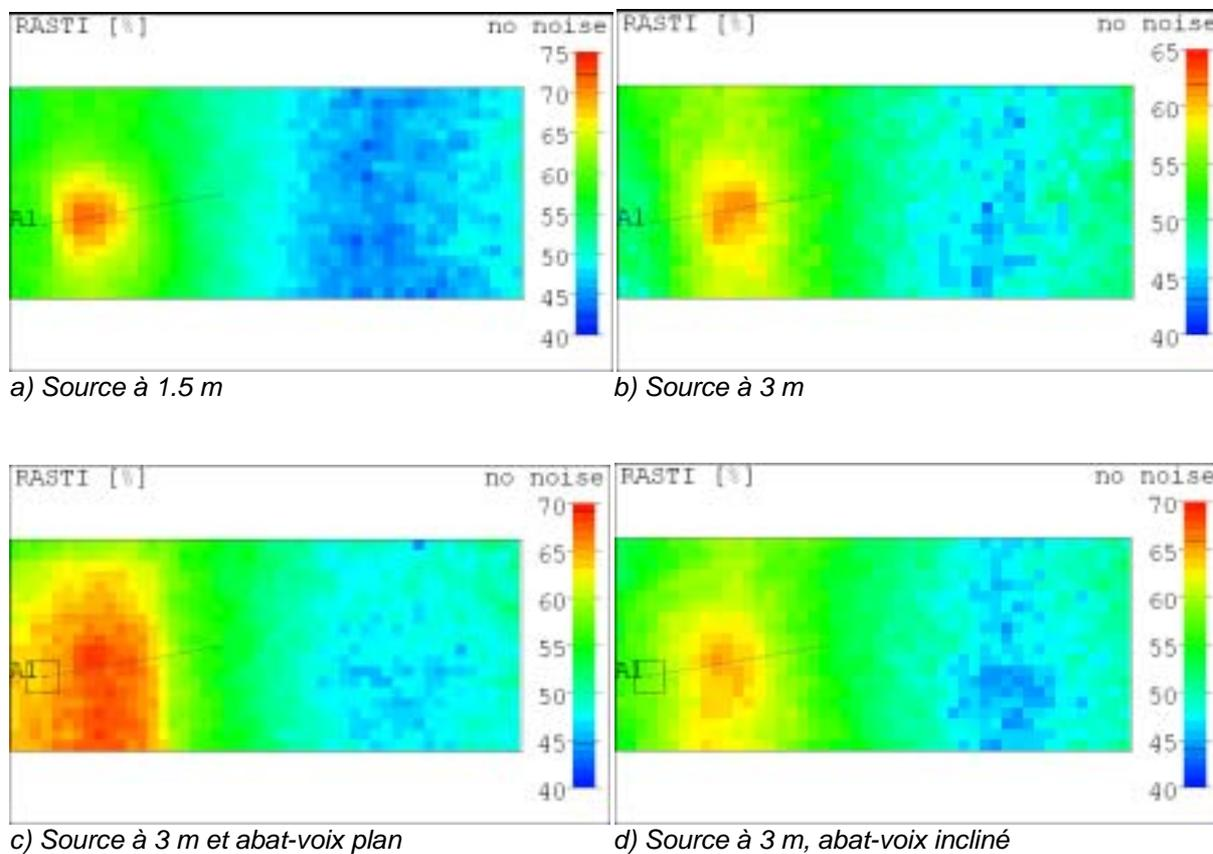 RASTI [%] no noise
75
70
65
60
55
50
45
40
A1
a) Source à 1.5 m
RASTI [%] no noise
65
60
55
50
45
40
A1
b) Source à 3 m
RASTI [%] no noise
70
65
60
55
50
45
40
A1
c) Source à 3 m et abat-voix plan
RASTI [%] no noise
70
65
60
55
50
45
40
A1
d) Source à 3 m, abat-voix incliné